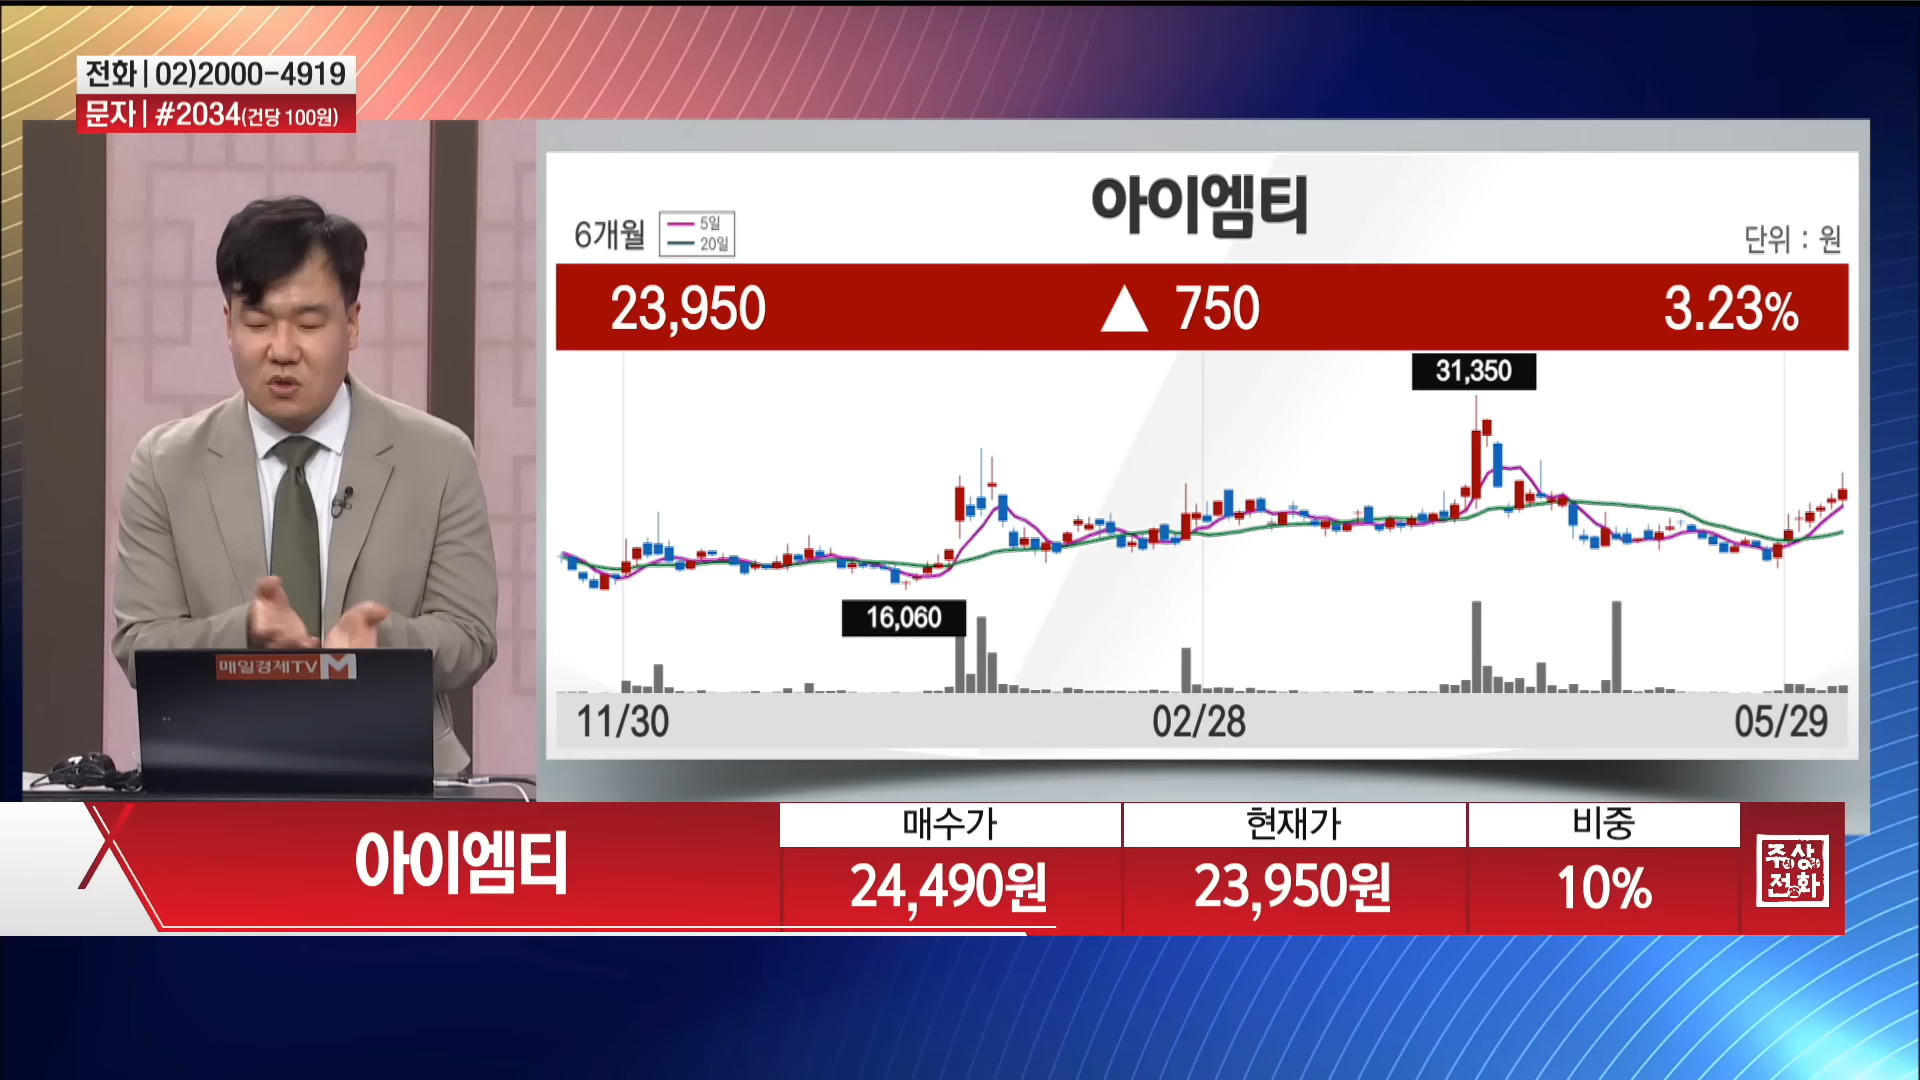 전화 | 02)2000-4919
문자 | #2034(건당 100원)
아이엠티
6개월
5일
20일
단위 : 원
23,950 ▲ 750 3.23%
31,350
16,060
11/30 02/28 05/29
매일경제TV M
아이엠티
매수가 현재가 비중
24,490원 23,950원 10%
주상
전화